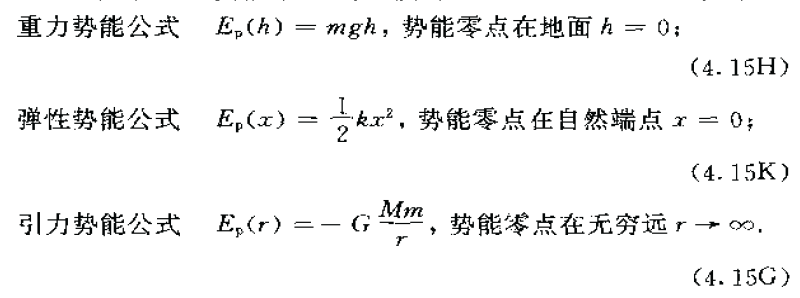 重力势能公式 E_p(h) = mgh, 势能零点在地面 h = 0;
(4.15H)
弹性势能公式 E_p(x) = \frac{1}{2}kx², 势能零点在自然端点 x = 0;
(4.15K)
引力势能公式 E_p(r) = − G\frac{Mm}{r}, 势能零点在无穷远 r → ∞.
(4.15G)